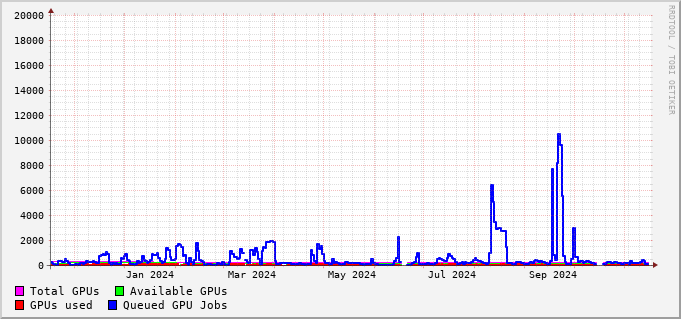 20000
18000
16000
14000
12000
10000
8000
6000
4000
2000
0
Jan 2024 Mar 2024 May 2024 Jul 2024 Sep 2024
Total GPUs Available GPUs
GPUs used Queued GPU Jobs
RRDTOOL / TOBI OETIKER